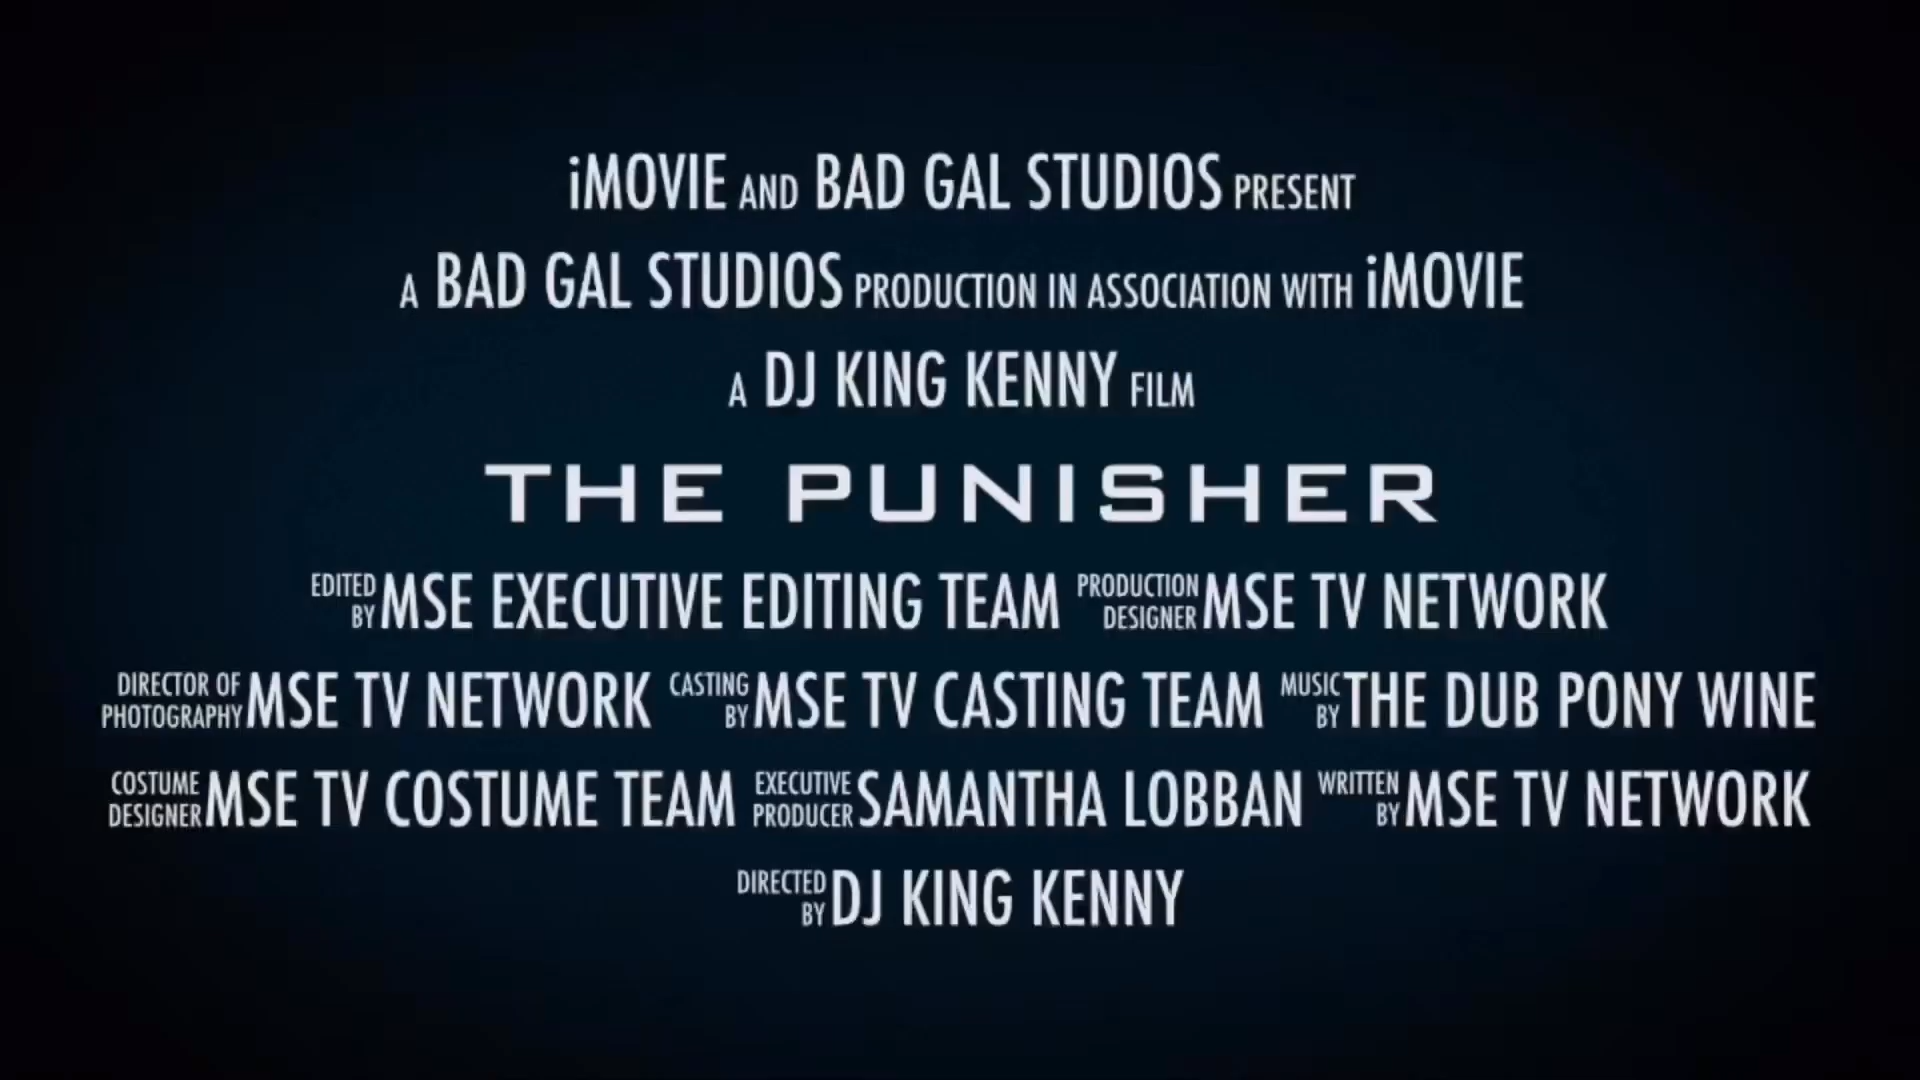 iMOVIE AND BAD GAL STUDIOS PRESENT
A BAD GAL STUDIOS PRODUCTION IN ASSOCIATION WITH iMOVIE
A DJ KING KENNY FILM
THE PUNISHER
EDITED BY MSE EXECUTIVE EDITING TEAM PRODUCTION DESIGNER MSE TV NETWORK
DIRECTOR OF PHOTOGRAPHY MSE TV NETWORK CASTING BY MSE TV CASTING TEAM MUSIC BY THE DUB PONY WINE
COSTUME DESIGNER MSE TV COSTUME TEAM EXECUTIVE PRODUCER SAMANTHA LOBBAN WRITTEN BY MSE TV NETWORK
DIRECTED BY DJ KING KENNY